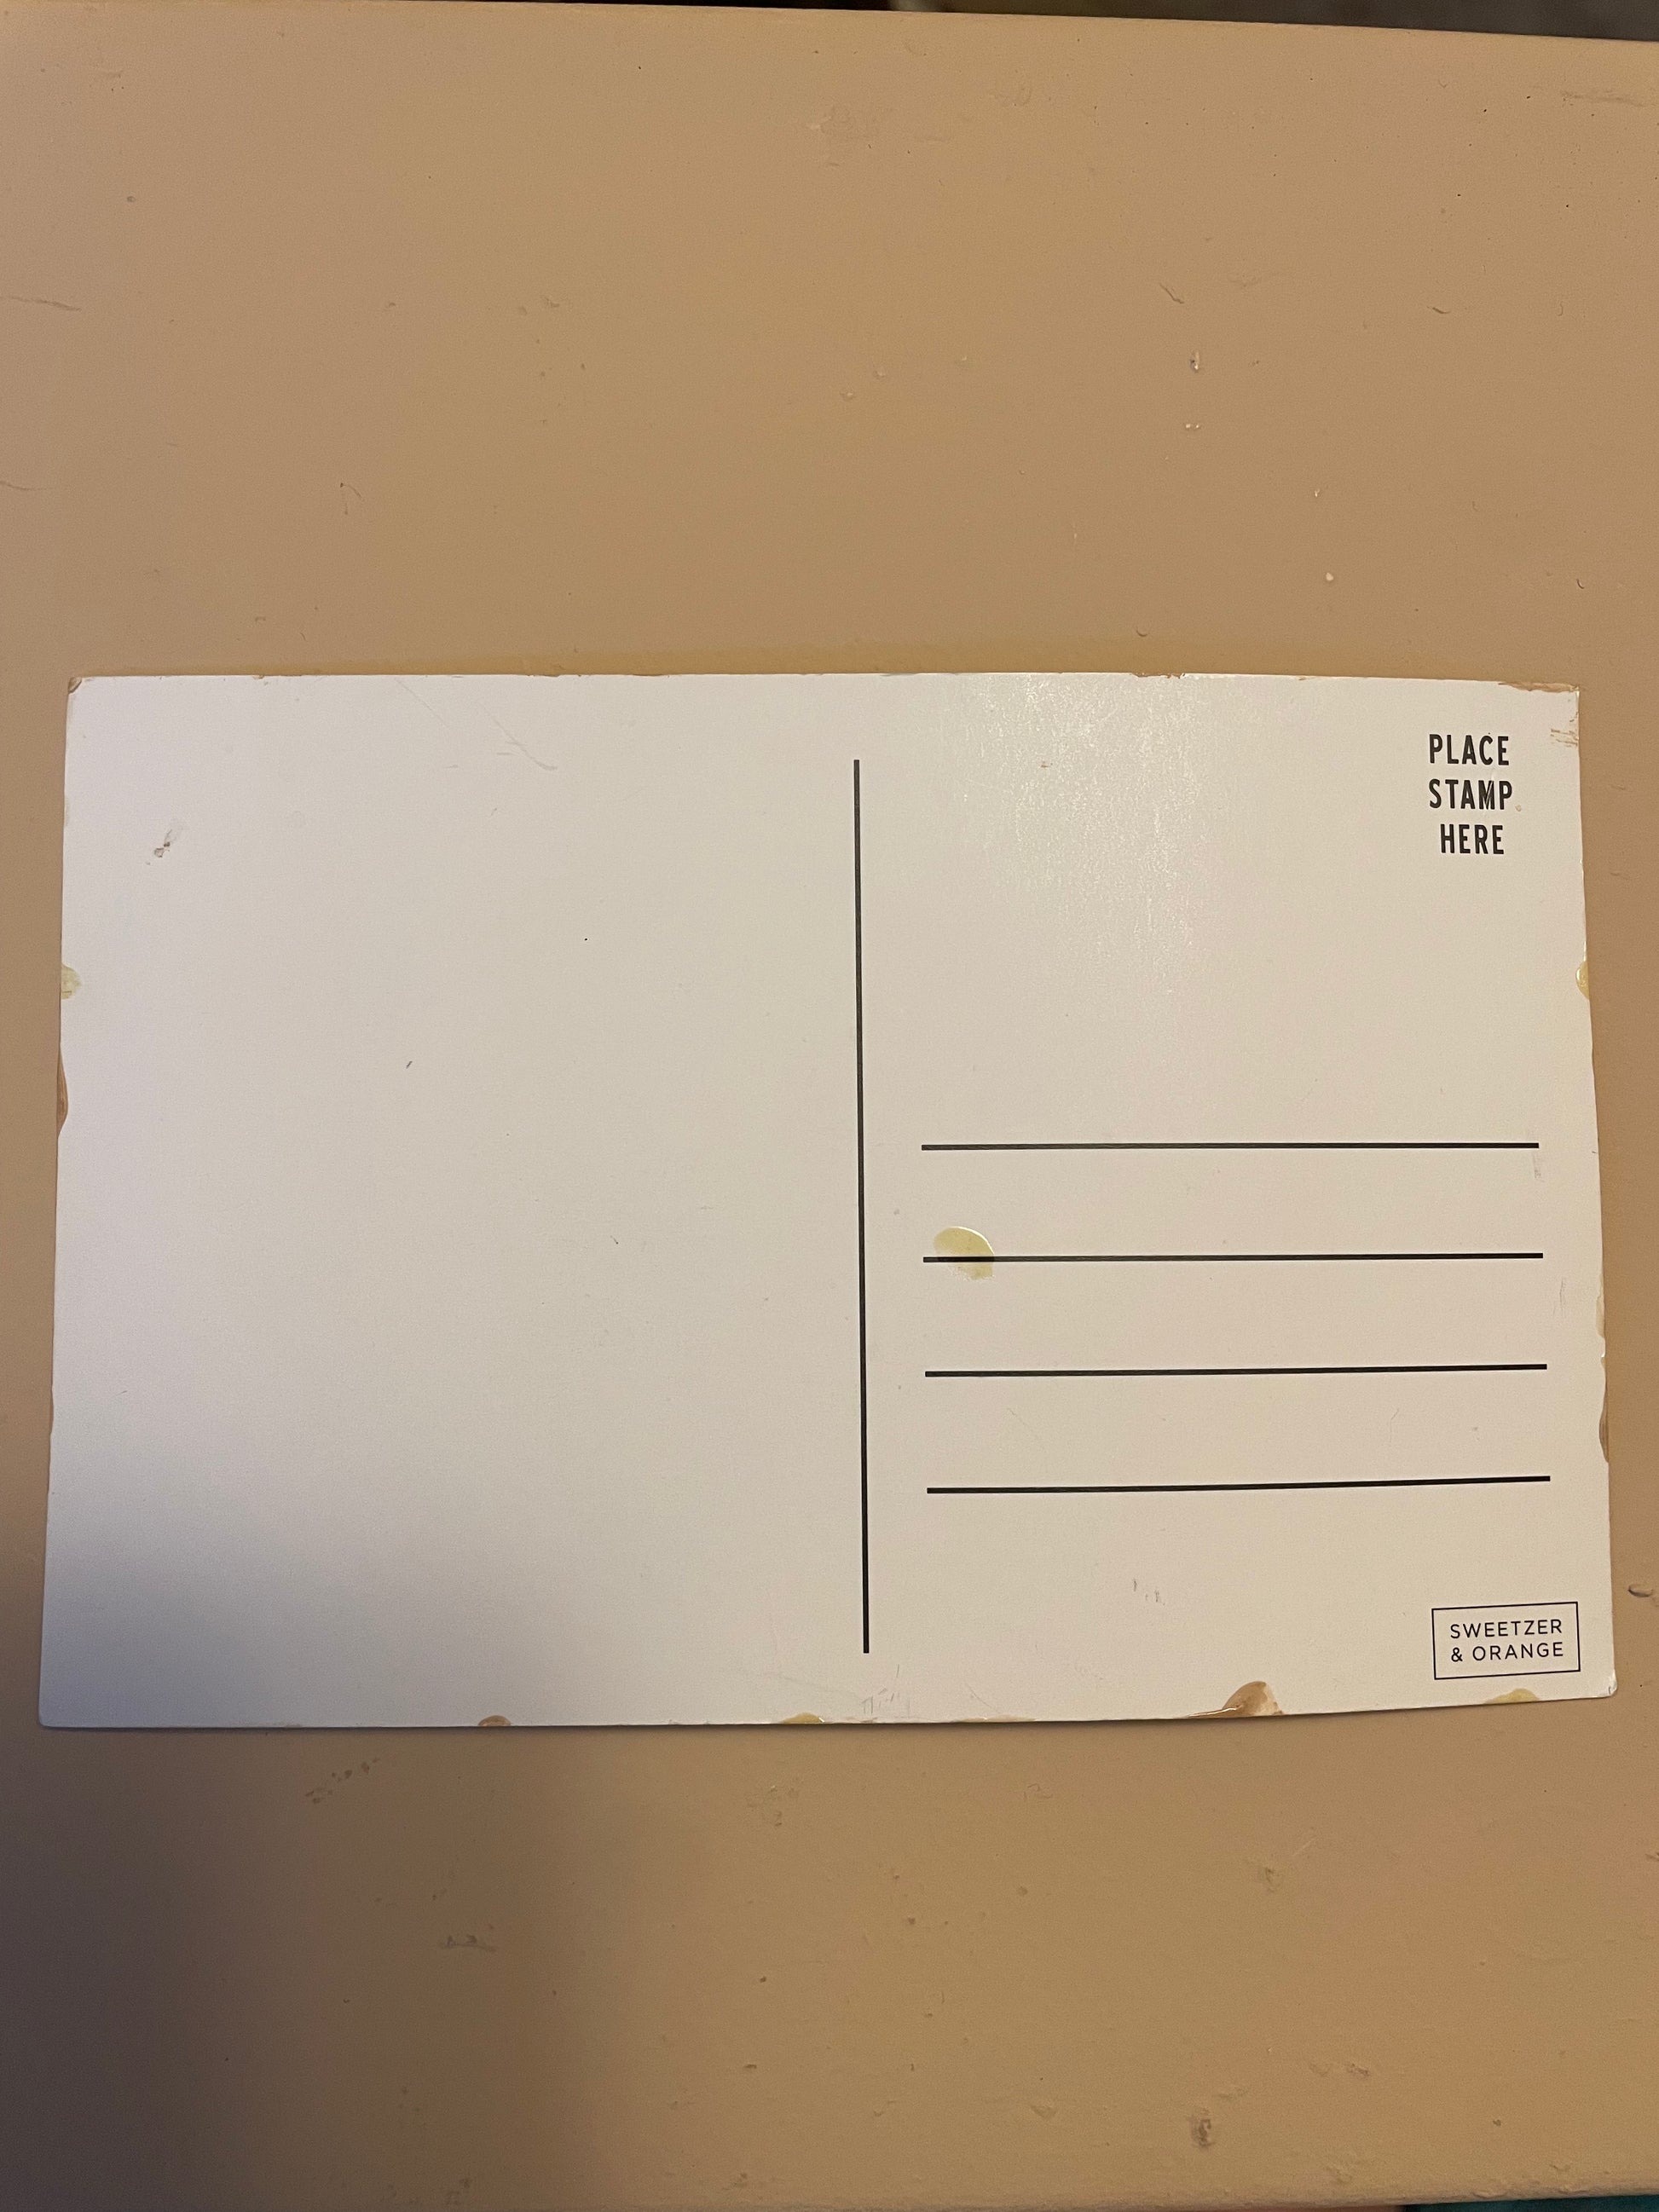 PLACE
STAMP
HERE
SWEETZER
& ORANGE